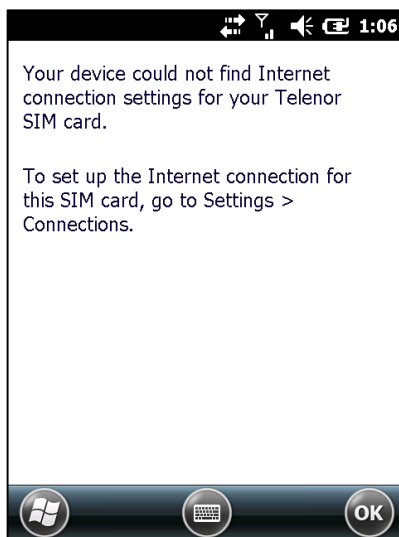 1:06
Your device could not find Internet
connection settings for your Telenor
SIM card.
To set up the Internet connection for
this SIM card, go to Settings >
Connections.
OK